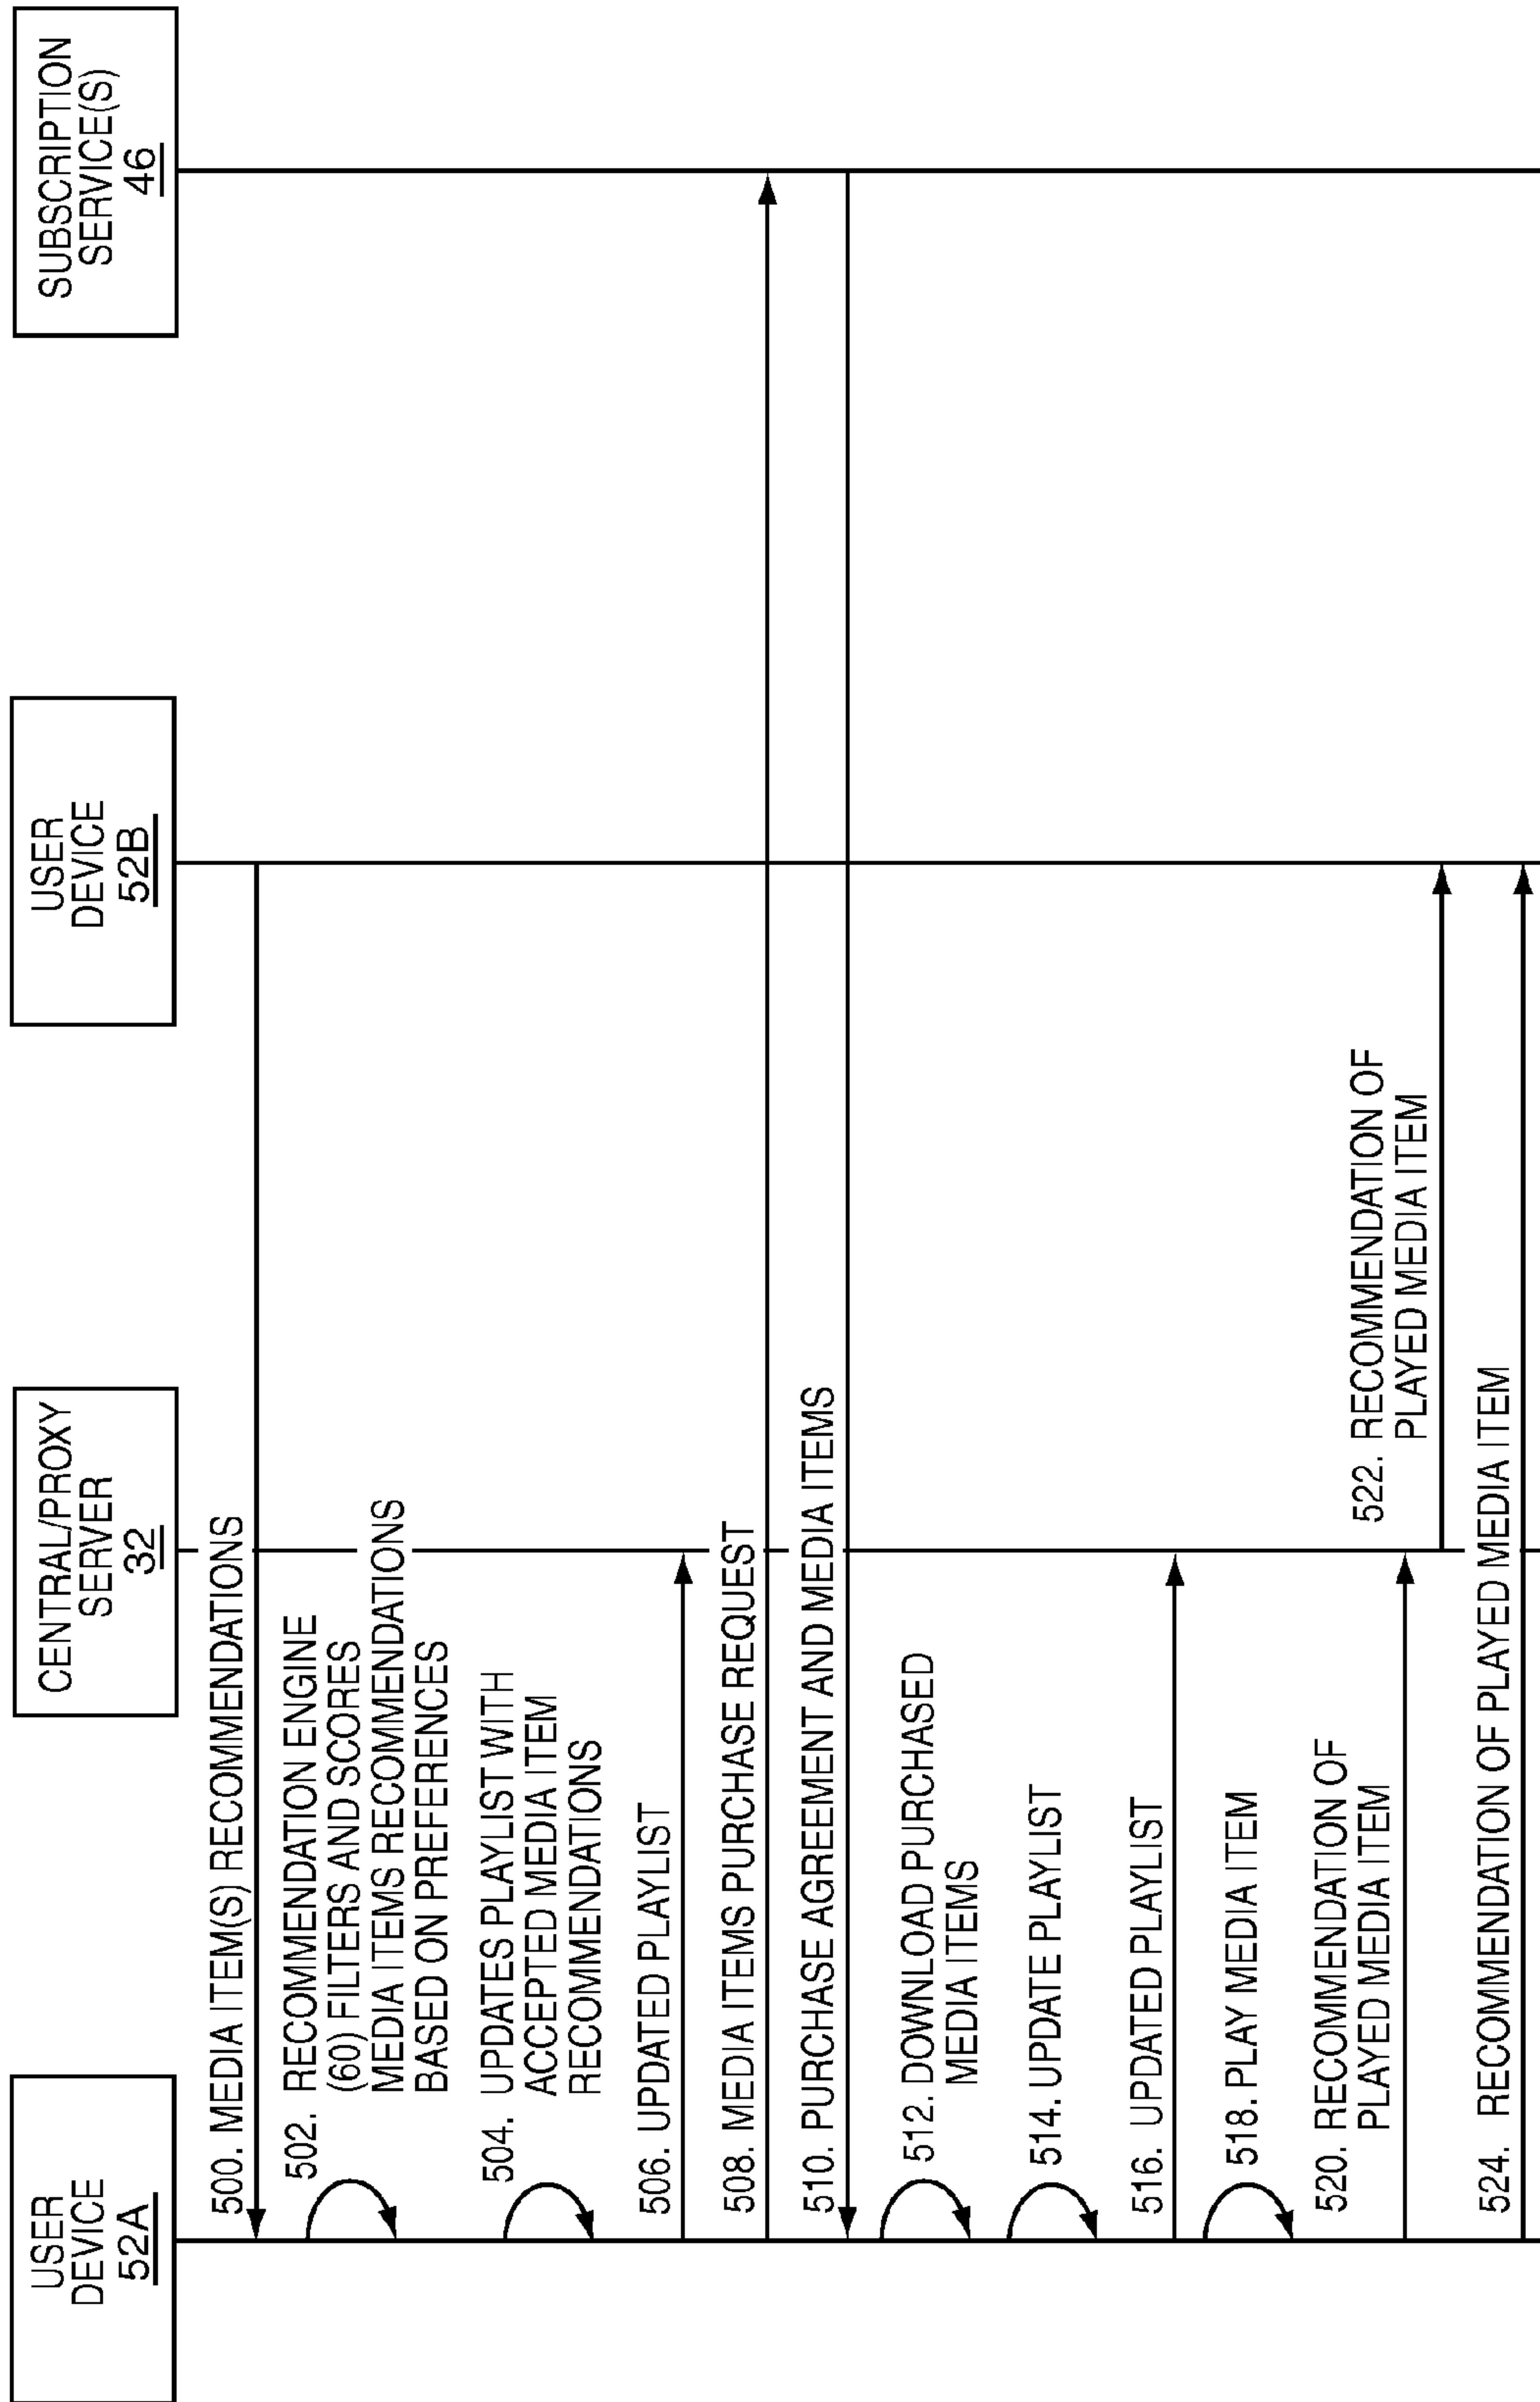 USER
DEVICE
52A
CENTRAL/PROXY
SERVER
32
USER
DEVICE
52B
SUBSCRIPTION
SERVICE(S)
46
500. MEDIA ITEM(S) RECOMMENDATIONS
502. RECOMMENDATION ENGINE
(60) FILTERS AND SCORES
MEDIA ITEMS RECOMMENDATIONS
BASED ON PREFERENCES
504. UPDATES PLAYLIST WITH
ACCEPTED MEDIA ITEM
RECOMMENDATIONS
506. UPDATED PLAYLIST
508. MEDIA ITEMS PURCHASE REQUEST
510. PURCHASE AGREEMENT AND MEDIA ITEMS
512. DOWNLOAD PURCHASED
MEDIA ITEMS
514. UPDATE PLAYLIST
516. UPDATED PLAYLIST
518. PLAY MEDIA ITEM
520. RECOMMENDATION OF
PLAYED MEDIA ITEM
522. RECOMMENDATION OF
PLAYED MEDIA ITEM
524. RECOMMENDATION OF PLAYED MEDIA ITEM